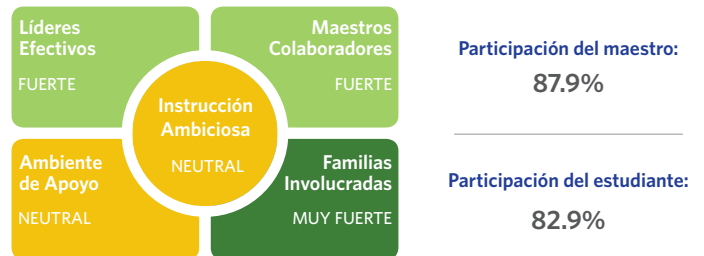 Líderes
Efectivos
FUERTE
Maestros
Colaboradores
FUERTE
Instrucción
Ambiciosa
NEUTRAL
Ambiente
de Apoyo
NEUTRAL
Familias
Involucradas
MUY FUERTE
Participación del maestro:
87.9%
Participación del estudiante:
82.9%